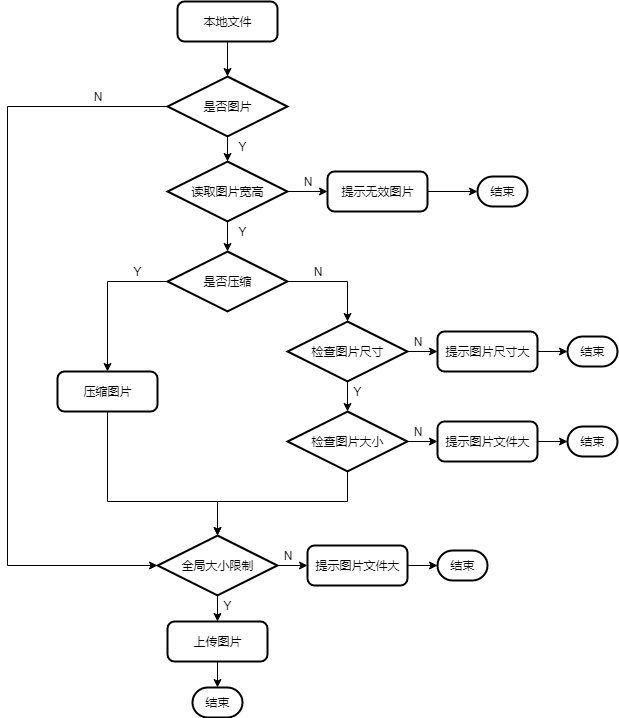 本地文件
N
是否图片
Y
读取图片宽高
N
提示无效图片
结束
Y
Y
是否压缩
N
检查图片尺寸
N
提示图片尺寸大
结束
压缩图片
Y
检查图片大小
N
提示图片文件大
结束
全局大小限制
N
提示图片文件大
结束
Y
上传图片
结束